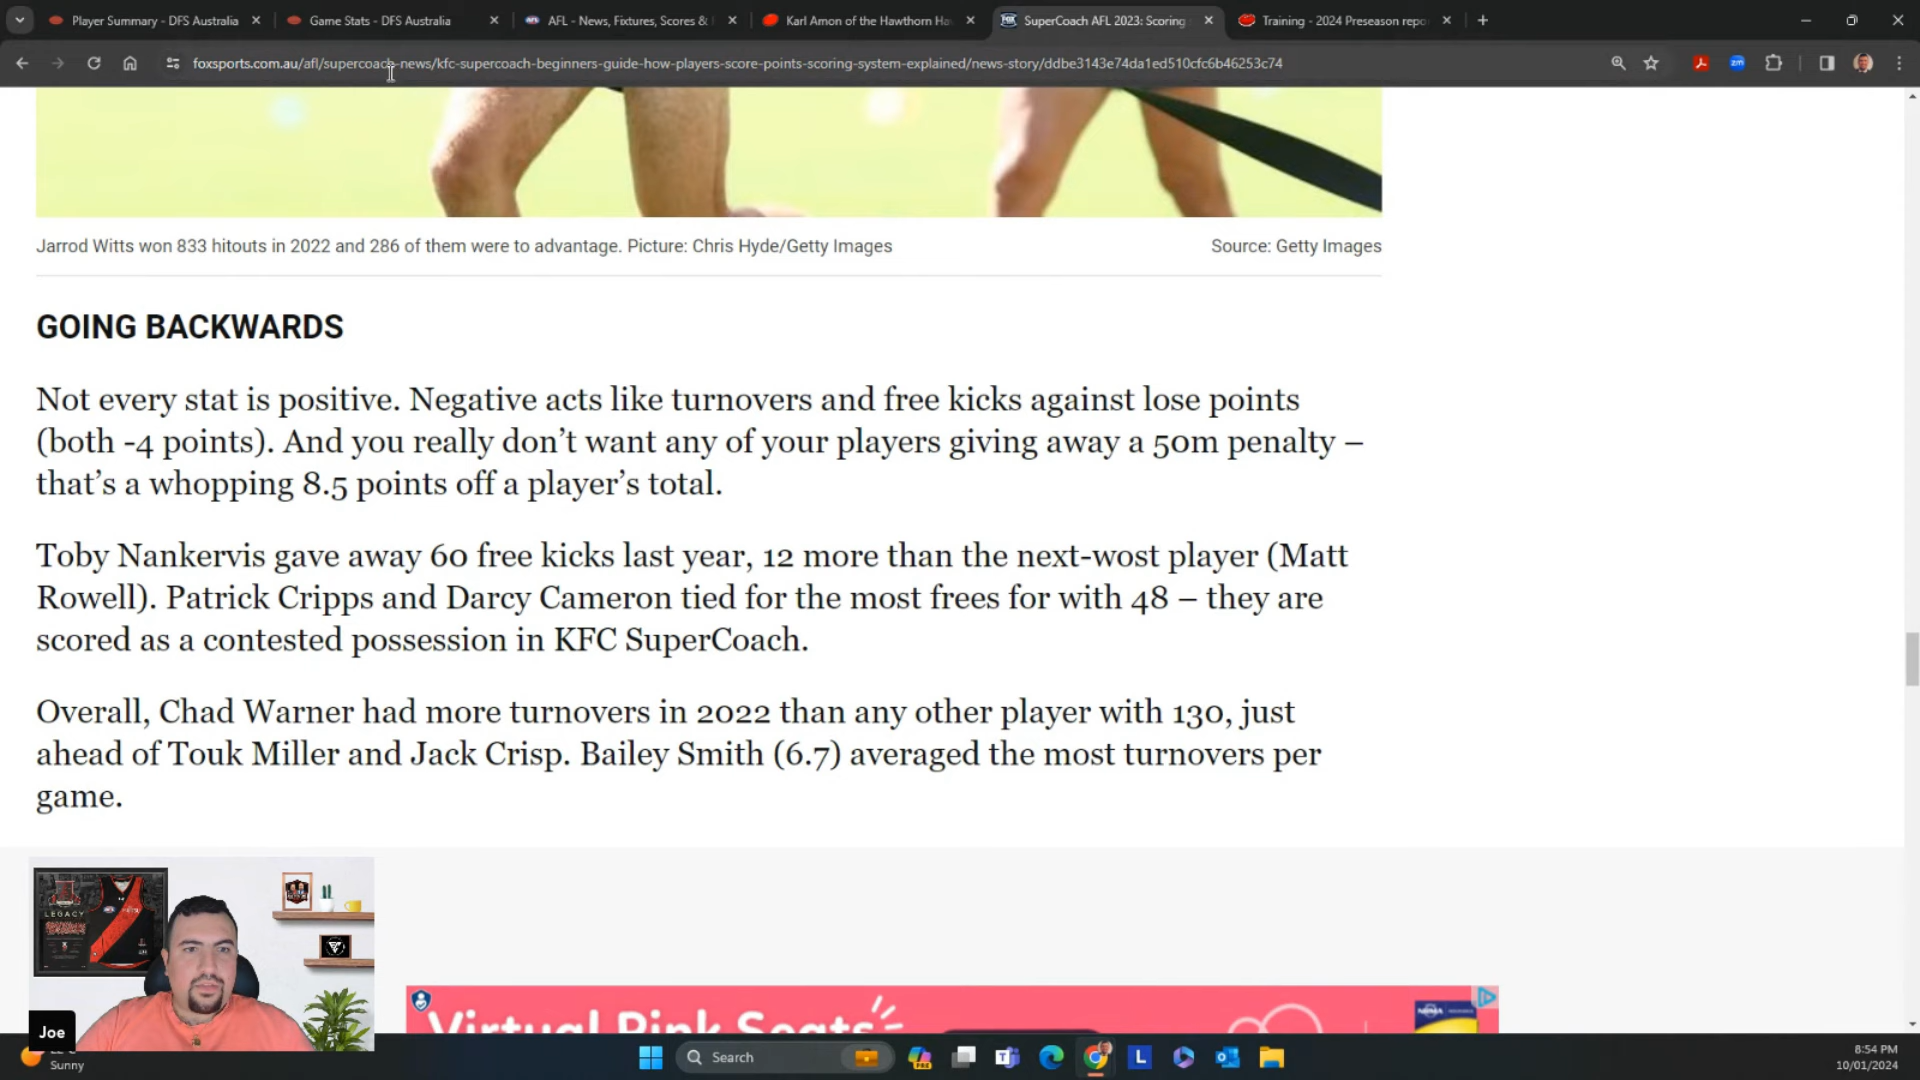 Player Summary - DFS Australia
Game Stats - DFS Australia
AFL - News, Fixtures, Scores &
Karl Amon of the Hawthorn Ha
SuperCoach AFL 2023: Scoring
Training - 2024 Preseason repo
foxsports.com.au/afl/supercoach-news/kfc-supercoach-beginners-guide-how-players-score-points-scoring-system-explained/news-story/ddbe3143e74da1ed510cfc6b46253c74
Jarrod Witts won 833 hitouts in 2022 and 286 of them were to advantage. Picture: Chris Hyde/Getty Images
Source: Getty Images
GOING BACKWARDS
Not every stat is positive. Negative acts like turnovers and free kicks against lose points
(both -4 points). And you really don’t want any of your players giving away a 50m penalty –
that’s a whopping 8.5 points off a player’s total.
Toby Nankervis gave away 60 free kicks last year, 12 more than the next-wost player (Matt
Rowell). Patrick Cripps and Darcy Cameron tied for the most frees for with 48 – they are
scored as a contested possession in KFC SuperCoach.
Overall, Chad Warner had more turnovers in 2022 than any other player with 130, just
ahead of Touk Miller and Jack Crisp. Bailey Smith (6.7) averaged the most turnovers per
game.
LEGACY
Joe
Virtual Pink Seats
NRMA
Sunny
Search
8:54 PM
10/01/2024